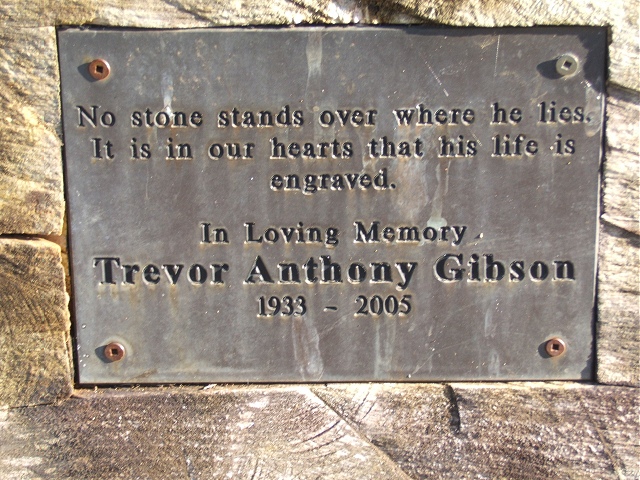 No stone stands over where he lies.
It is in our hearts that his life is
engraved.
In Loving Memory
Trevor Anthony Gibson
1933 - 2005